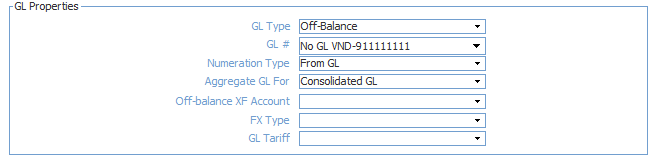 GL Properties
GL Type Off-Balance
GL # No GL VND-911111111
Numeration Type From GL
Aggregate GL For Consolidated GL
Off-balance XF Account
FX Type
GL Tariff